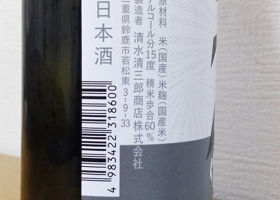 原材料 米(国産) 米麹(国産米)
アルコール分15度 精米歩合60%
製造者 清水清三郎商店株式会社
三重県鈴鹿市若松東3-9-33
日本酒
4 983422 318600